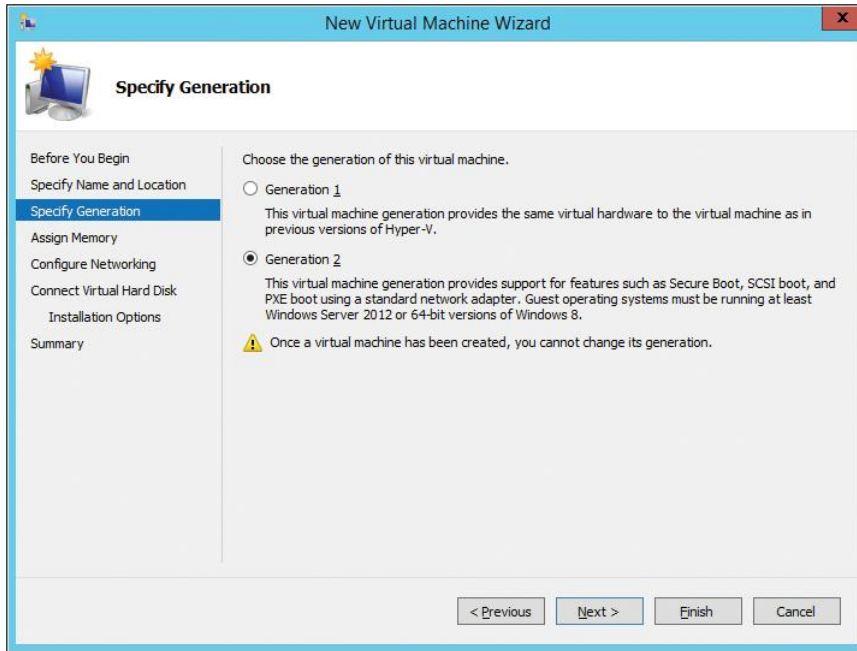 New Virtual Machine Wizard
X
Specify Generation
Before You Begin
Specify Name and Location
Specify Generation
Assign Memory
Configure Networking
Connect Virtual Hard Disk
Installation Options
Summary
Choose the generation of this virtual machine.
Generation 1
This virtual machine generation provides the same virtual hardware to the virtual machine as in
previous versions of Hyper-V.
Generation 2
This virtual machine generation provides support for features such as Secure Boot, SCSI boot, and
PXE boot using a standard network adapter. Guest operating systems must be running at least
Windows Server 2012 or 64-bit versions of Windows 8.
Once a virtual machine has been created, you cannot change its generation.
< Previous
Next >
Finish
Cancel